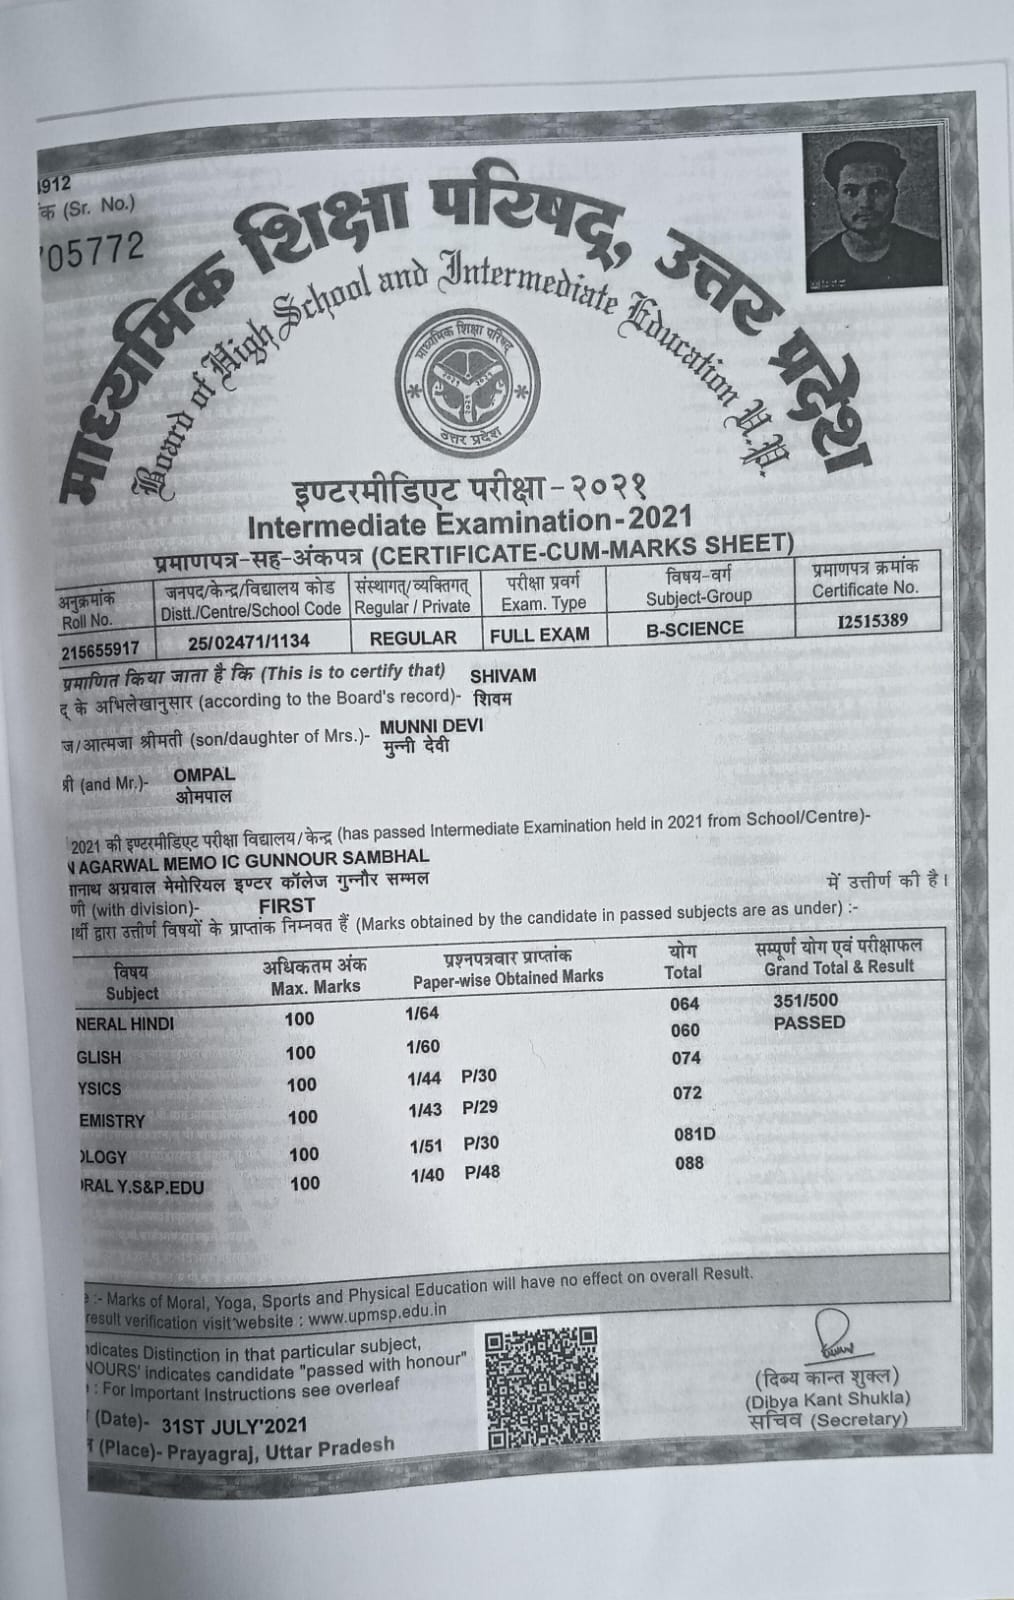 4912
क (Sr. No.)
705772
माध्यमिक शिक्षा परिषद्, उत्तर प्रदेश
Board of High School and Intermediate Education U.P.
माध्यमिक शिक्षा परिषद्
उत्तर प्रदेश
इण्टरमीडिएट परीक्षा-२०२१
Intermediate Examination-2021
प्रमाणपत्र-सह-अंकपत्र (CERTIFICATE-CUM-MARKS SHEET)
अनुक्रमांक जनपद/केन्द्र/विद्यालय कोड संस्थागत्/व्यक्तिगत् परीक्षा प्रवर्ग विषय-वर्ग प्रमाणपत्र क्रमांक
Roll No. Distt./Centre/School Code Regular / Private Exam. Type Subject-Group Certificate No.
215655917 25/02471/1134 REGULAR FULL EXAM B-SCIENCE I2515389
प्रमाणित किया जाता है कि (This is to certify that) SHIVAM
द् के अभिलेखानुसार (according to the Board's record)- शिवम
ज/आत्मजा श्रीमती (son/daughter of Mrs.)- MUNNI DEVI
मुन्नी देवी
श्री (and Mr.)- OMPAL
ओमपाल
2021 की इण्टरमीडिएट परीक्षा विद्यालय/केन्द्र (has passed Intermediate Examination held in 2021 from School/Centre)-
N AGARWAL MEMO IC GUNNOUR SAMBHAL
ानाथ अग्रवाल मेमोरियल इण्टर कॉलेज गुन्नौर सम्भल में उत्तीर्ण की है।
णी (with division)- FIRST
र्थी द्वारा उत्तीर्ण विषयों के प्राप्तांक निम्नवत हैं (Marks obtained by the candidate in passed subjects are as under) :-
विषय अधिकतम अंक प्रश्नपत्रवार प्राप्तांक योग सम्पूर्ण योग एवं परीक्षाफल
Subject Max. Marks Paper-wise Obtained Marks Total Grand Total & Result
NERAL HINDI 100 1/64 064 351/500
PASSED
GLISH 100 1/60 060
YSICS 100 1/44 P/30 074
EMISTRY 100 1/43 P/29 072
OLOGY 100 1/51 P/30 081D
ORAL Y.S&P.EDU 100 1/40 P/48 088
e :- Marks of Moral, Yoga, Sports and Physical Education will have no effect on overall Result.
result verification visit website : www.upmsp.edu.in
ndicates Distinction in that particular subject,
NOURS' indicates candidate "passed with honour"
: For Important Instructions see overleaf
(Date)- 31ST JULY'2021
(Place)- Prayagraj, Uttar Pradesh
(दिब्य कान्त शुक्ल)
(Dibya Kant Shukla)
सचिव (Secretary)